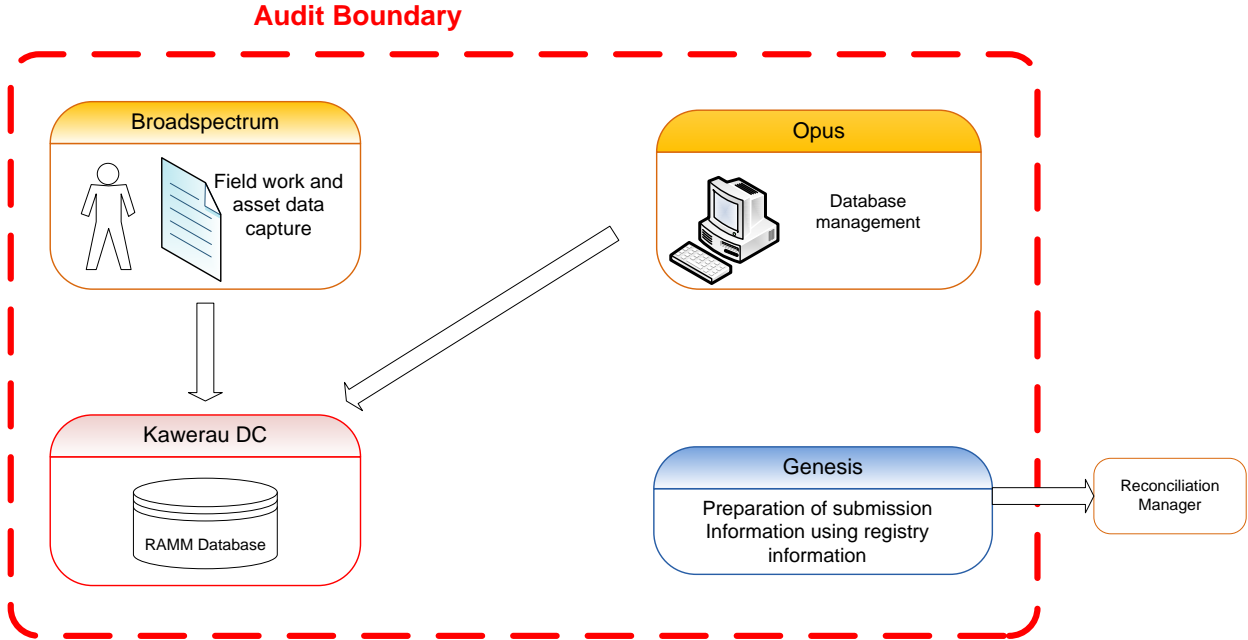 Audit Boundary
Broadspectrum
Field work and
asset data
capture
Opus
Database
management
Kawerau DC
RAMM Database
Genesis
Preparation of submission
Information using registry
information
Reconciliation
Manager